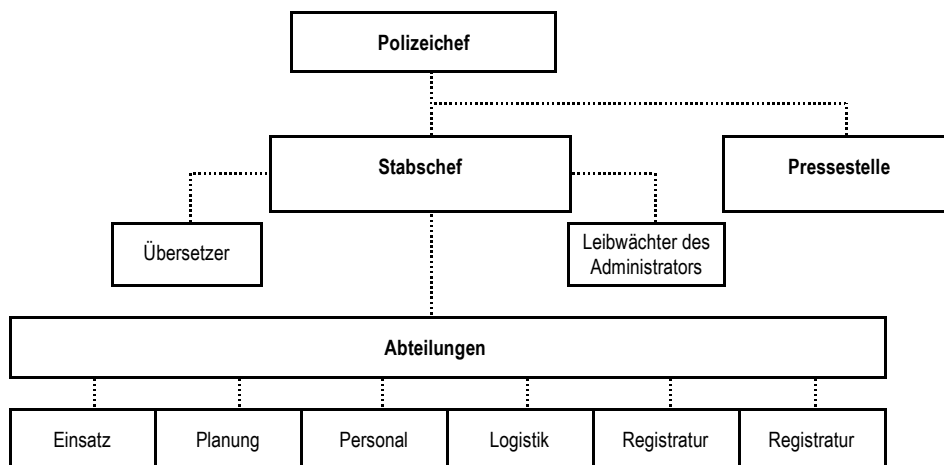 Polizeichef
Stabschef
Pressestelle
Übersetzer
Leibwächter des
Administrators
Abteilungen
Einsatz
Planung
Personal
Logistik
Registratur
Registratur